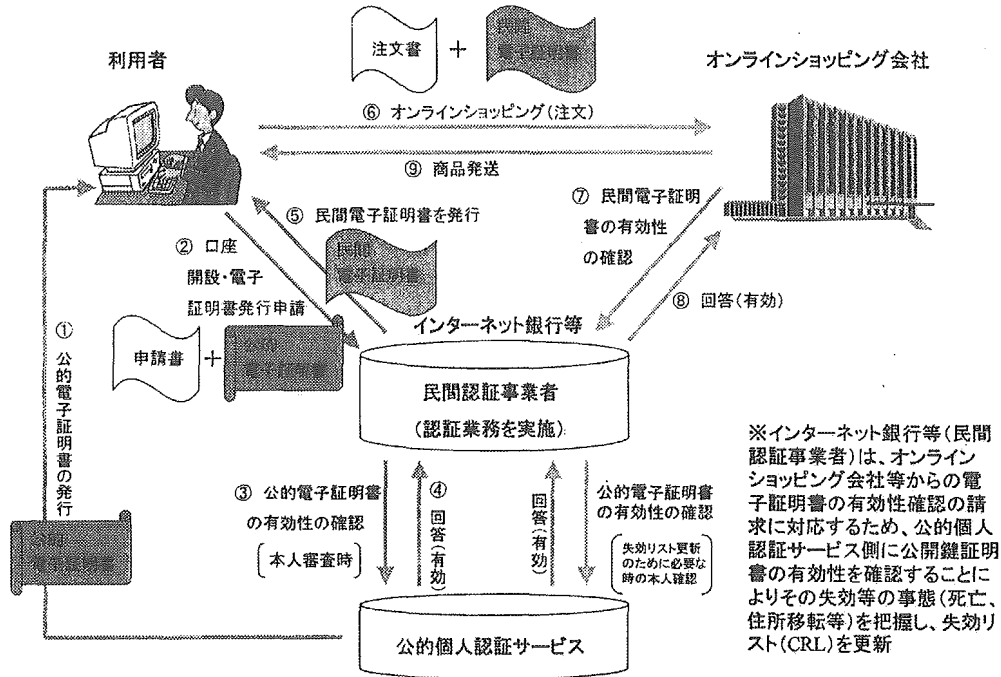 注文書
+
民間
電子証明書
利用者
オンラインショッピング会社
⑥ オンラインショッピング(注文)
⑨ 商品発送
⑤ 民間電子証明書を発行
民間
電子証明書
⑦ 民間電子証明
書の有効性
の確認
⑧ 回答(有効)
② 口座
開設・電子
証明書発行申請
申請書
+
公的
電子証明書
インターネット銀行等
民間認証事業者
(認証業務を実施)
① 公的電子証明書の発行
公的
電子証明書
③ 公的電子証明書
の有効性の確認
本人審査時
④ 回答(有効)
回答(有効)
公的電子証明書
の有効性の確認
失効リスト更新
のために必要な
時の本人確認
公的個人認証サービス
※インターネット銀行等(民間
認証事業者)は、オンライン
ショッピング会社等からの電
子証明書の有効性確認の請
求に対応するため、公的個人
認証サービス側に公開鍵証明
書の有効性を確認することに
よりその失効等の事態(死亡、
住所移転等)を把握し、失効リ
スト(CRL)を更新